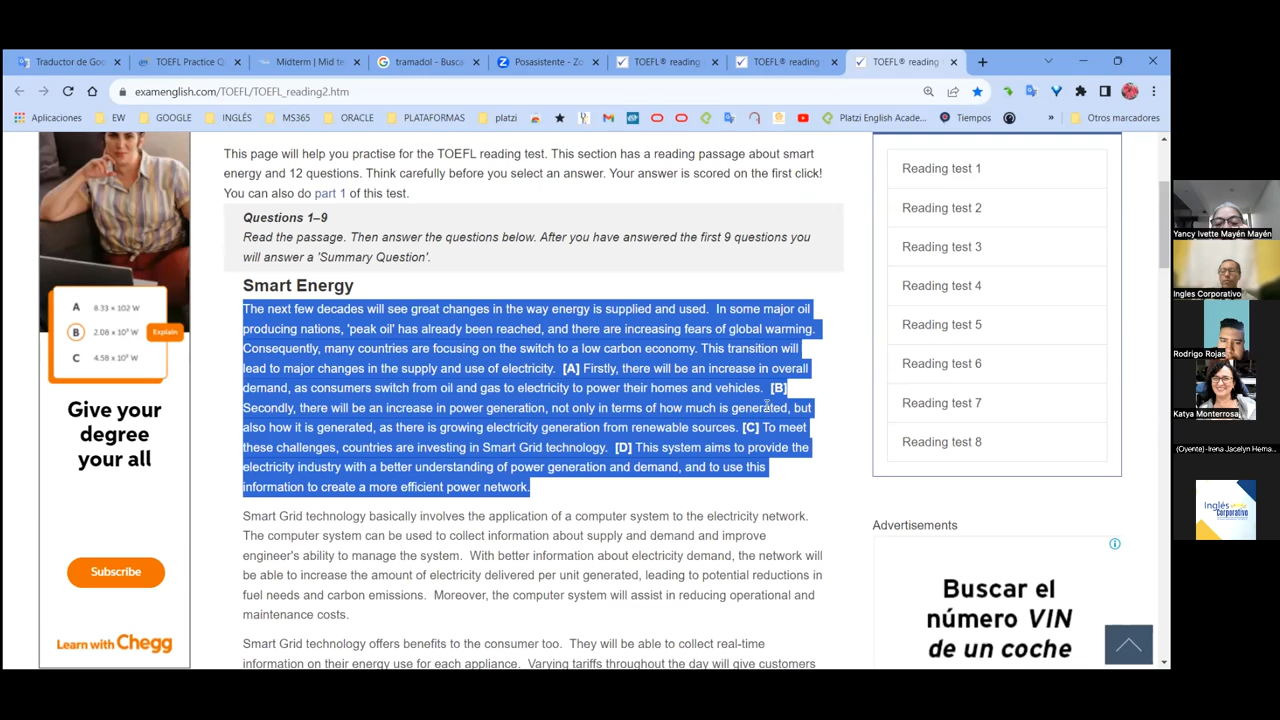 Traductor de Goo
TOEFL Practice Q
Midterm | Mid te
tramadol - Busca
Posasistente - Zo
TOEFL® reading
TOEFL® reading
TOEFL® reading
examenglish.com/TOEFL/TOEFL_reading2.htm
Aplicaciones
EW
GOOGLE
INGLÉS
MS365
ORACLE
PLATAFORMAS
platzi
Platzi English Acade...
Tiempos
Otros marcadores
This page will help you practise for the TOEFL reading test. This section has a reading passage about smart
energy and 12 questions. Think carefully before you select an answer. Your answer is scored on the first click!
You can also do part 1 of this test.
Questions 1–9
Read the passage. Then answer the questions below. After you have answered the first 9 questions you
will answer a 'Summary Question'.
Smart Energy
The next few decades will see great changes in the way energy is supplied and used. In some major oil
producing nations, 'peak oil' has already been reached, and there are increasing fears of global warming.
Consequently, many countries are focusing on the switch to a low carbon economy. This transition will
lead to major changes in the supply and use of electricity. [A] Firstly, there will be an increase in overall
demand, as consumers switch from oil and gas to electricity to power their homes and vehicles. [B]
Secondly, there will be an increase in power generation, not only in terms of how much is generated, but
also how it is generated, as there is growing electricity generation from renewable sources. [C] To meet
these challenges, countries are investing in Smart Grid technology. [D] This system aims to provide the
electricity industry with a better understanding of power generation and demand, and to use this
information to create a more efficient power network.
Smart Grid technology basically involves the application of a computer system to the electricity network.
The computer system can be used to collect information about supply and demand and improve
engineer's ability to manage the system. With better information about electricity demand, the network will
be able to increase the amount of electricity delivered per unit generated, leading to potential reductions in
fuel needs and carbon emissions. Moreover, the computer system will assist in reducing operational and
maintenance costs.
Smart Grid technology offers benefits to the consumer too. They will be able to collect real-time
information on their energy use for each appliance. Varying tariffs throughout the day will give customers
A 8.33 × 102 W
B 2.08 × 10⁵ W
Explain
C 4.58 × 10² W
Give your
degree
your all
Subscribe
Learn with Chegg
Reading test 1
Reading test 2
Reading test 3
Reading test 4
Reading test 5
Reading test 6
Reading test 7
Reading test 8
Advertisements
Buscar el
número VIN
de un coche
Yancy Ivette Mayén Mayén
Ingles Corporativo
Rodrigo Rojas
Katya Monterrosa
(Oyente)-Irena Jacelyn Herna...
Inglés
Corporativo